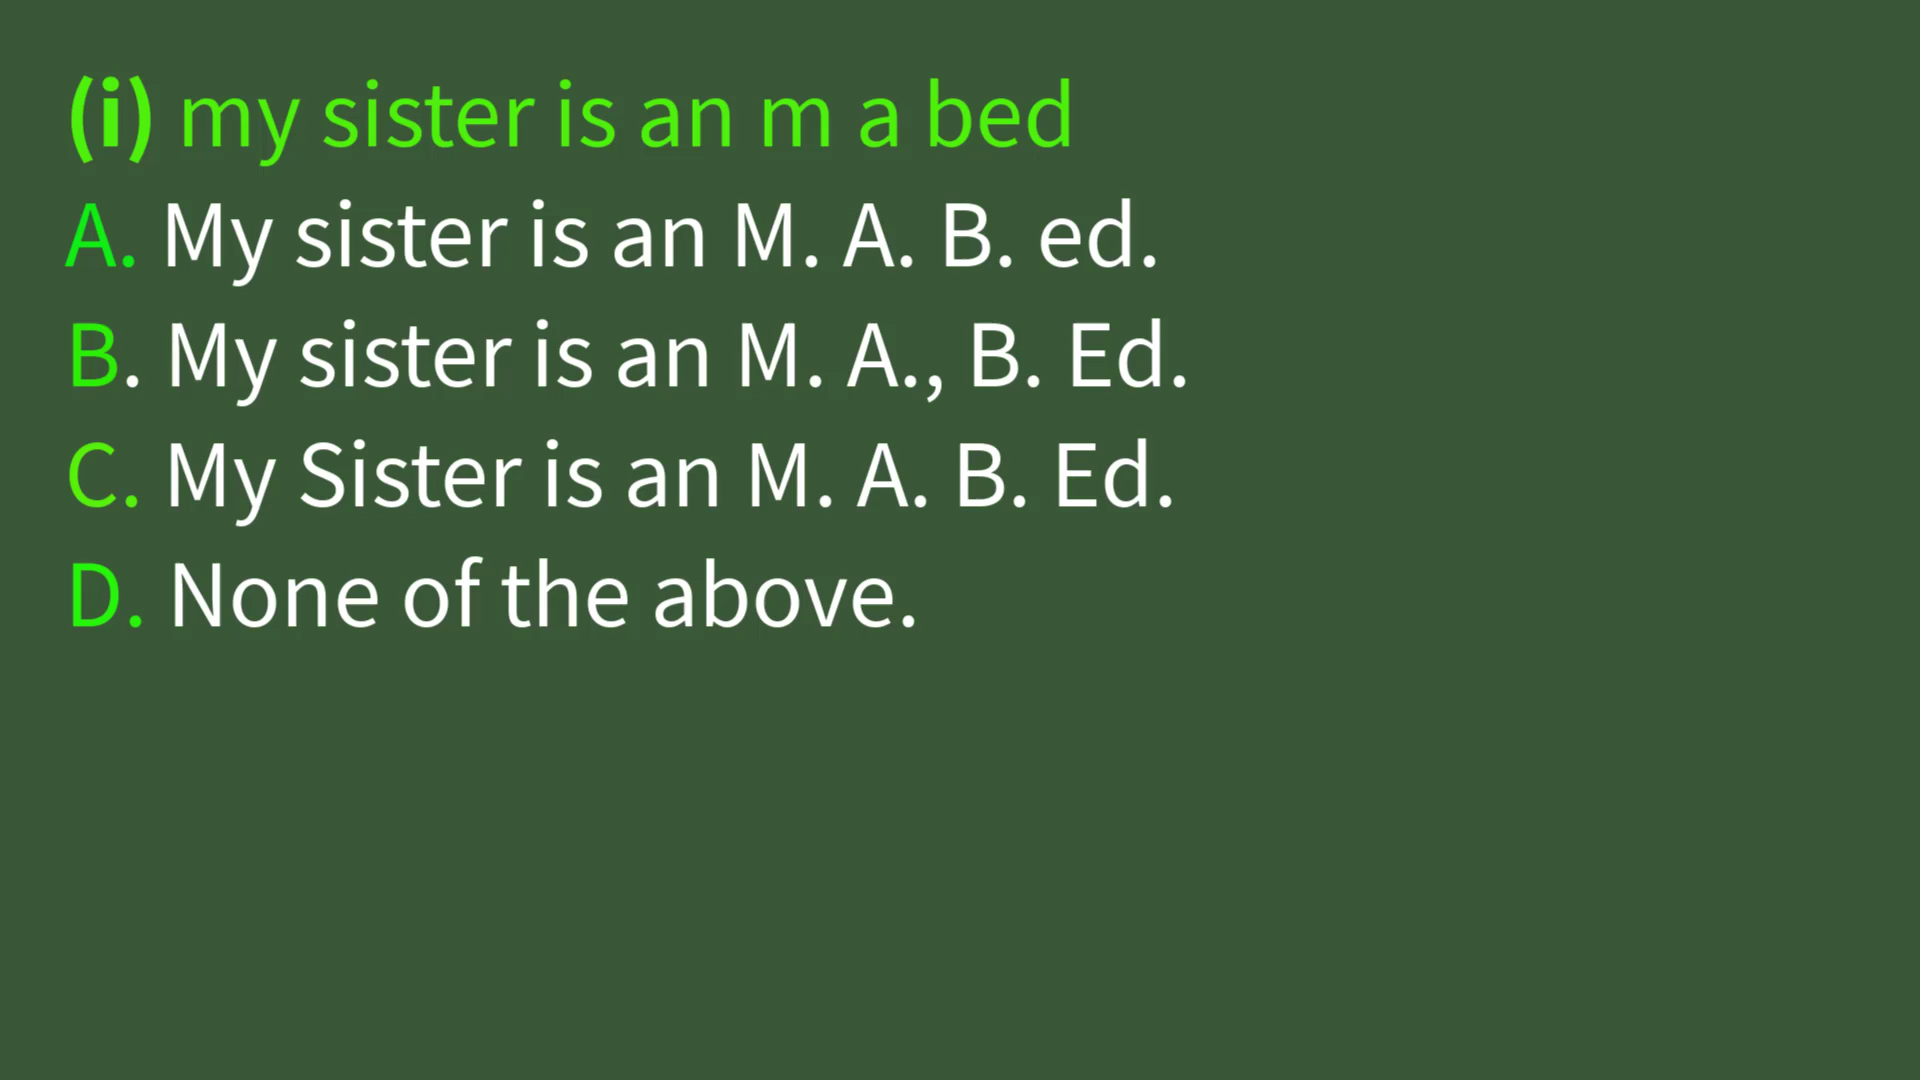 (i) my sister is an m a bed
A. My sister is an M. A. B. ed.
B. My sister is an M. A., B. Ed.
C. My Sister is an M. A. B. Ed.
D. None of the above.